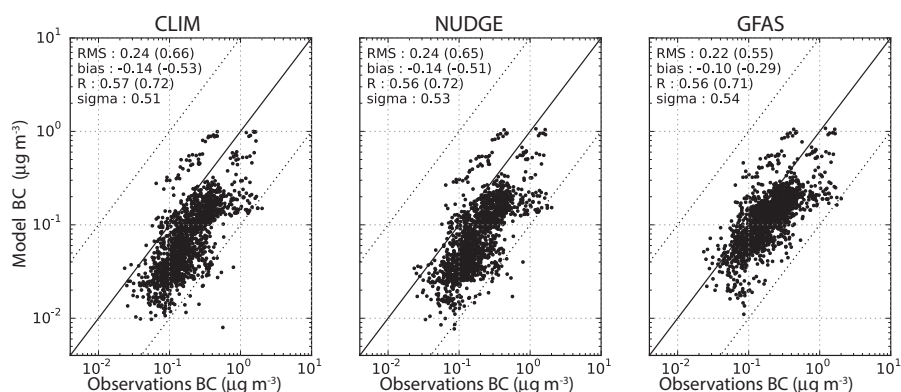 CLIM
NUDGE
GFAS
10¹
10⁰
10⁻¹
10⁻²
Model BC (μg m⁻³)
RMS : 0.24 (0.66)
bias : -0.14 (-0.53)
R : 0.57 (0.72)
sigma : 0.51
RMS : 0.24 (0.65)
bias : -0.14 (-0.51)
R : 0.56 (0.72)
sigma : 0.53
RMS : 0.22 (0.55)
bias : -0.10 (-0.29)
R : 0.56 (0.71)
sigma : 0.54
10⁻² 10⁻¹ 10⁰ 10¹
10⁻² 10⁻¹ 10⁰ 10¹
10⁻² 10⁻¹ 10⁰ 10¹
Observations BC (μg m⁻³)
Observations BC (μg m⁻³)
Observations BC (μg m⁻³)